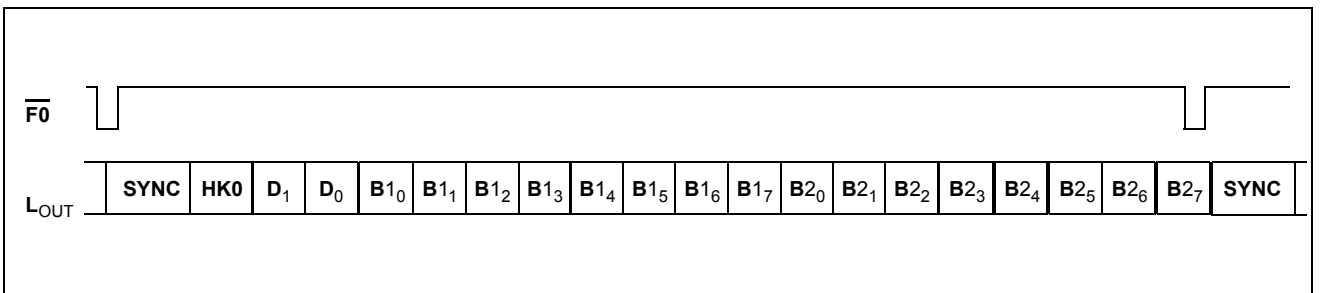 F0
L_OUT SYNC HK0 D₁ D₀ B1₀ B1₁ B1₂ B1₃ B1₄ B1₅ B1₆ B1₇ B2₀ B2₁ B2₂ B2₃ B2₄ B2₅ B2₆ B2₇ SYNC